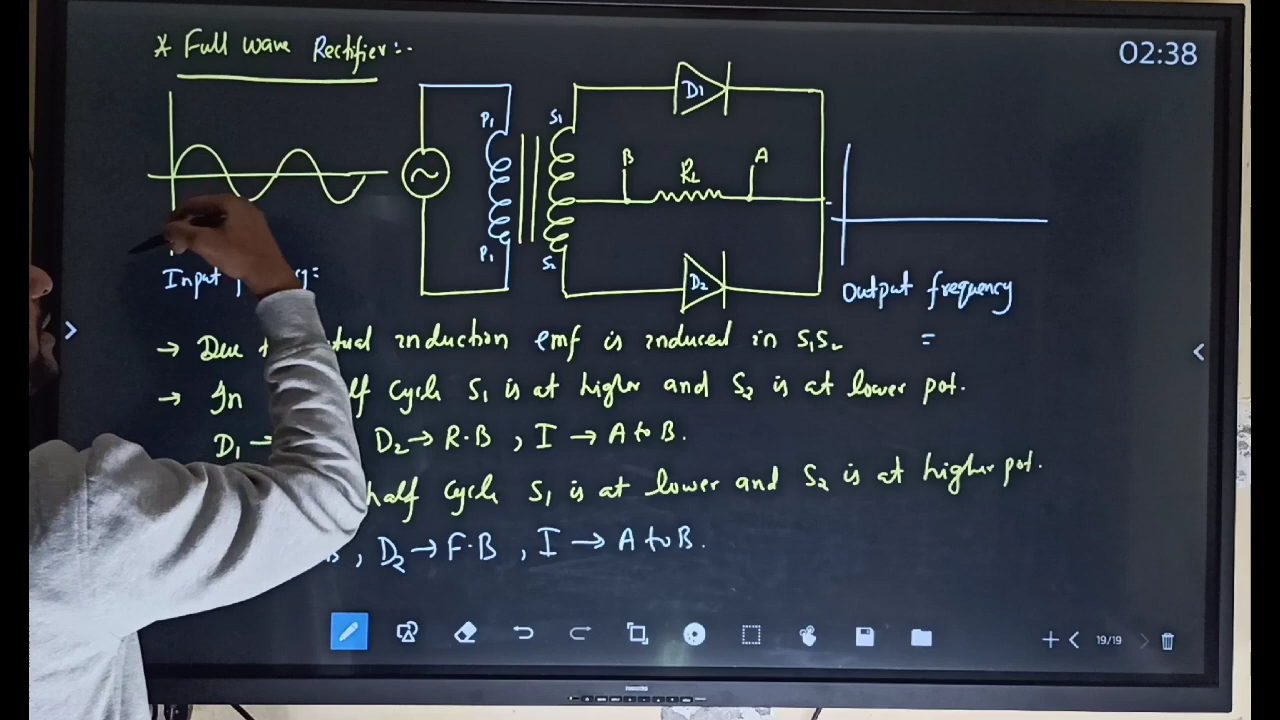 * Full wave Rectifier:-
02:38
P1
S1
D1
B
RL
A
P1
S2
D2
Input
Output frequency
=
→ Due induction emf is induced in S1S2
→ In cycle S1 is at higher and S2 is at lower pot.
D1 → D2 → R.B , I → A to B.
half cycle S1 is at lower and S2 is at higher pot.
B , D2 → F.B , I → A to B.
19/19